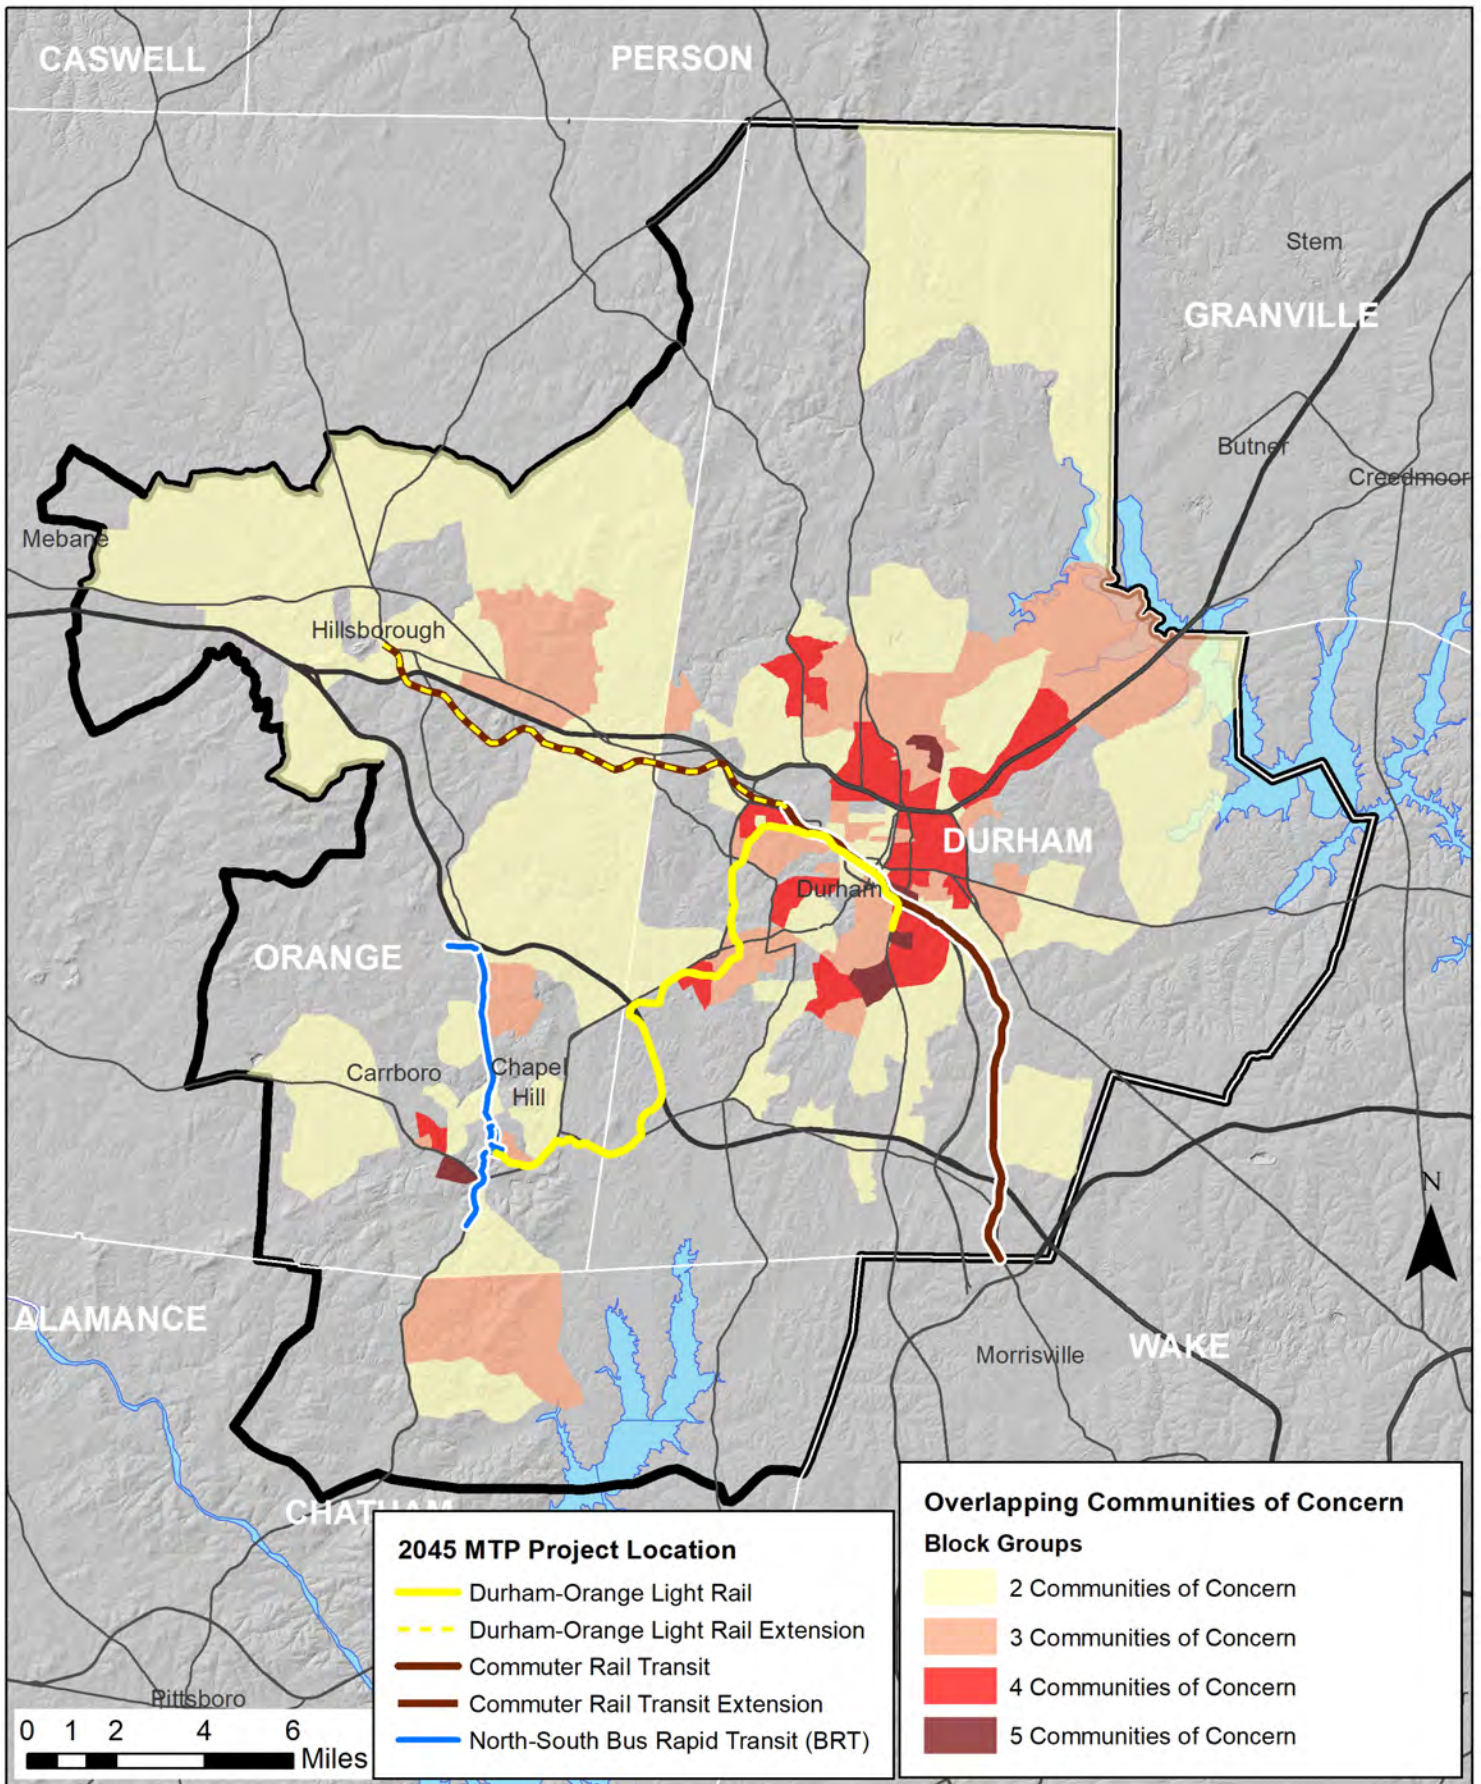 CASWELL
PERSON
Stem
GRANVILLE
Butner
Creedmoor
Mebane
Hillsborough
DURHAM
Durham
ORANGE
Carrboro
Chapel
Hill
N
ALAMANCE
Morrisville
WAKE
CHATHAM
Pittsboro
0 1 2 4 6
Miles
2045 MTP Project Location
Durham-Orange Light Rail
Durham-Orange Light Rail Extension
Commuter Rail Transit
Commuter Rail Transit Extension
North-South Bus Rapid Transit (BRT)
Overlapping Communities of Concern
Block Groups
2 Communities of Concern
3 Communities of Concern
4 Communities of Concern
5 Communities of Concern